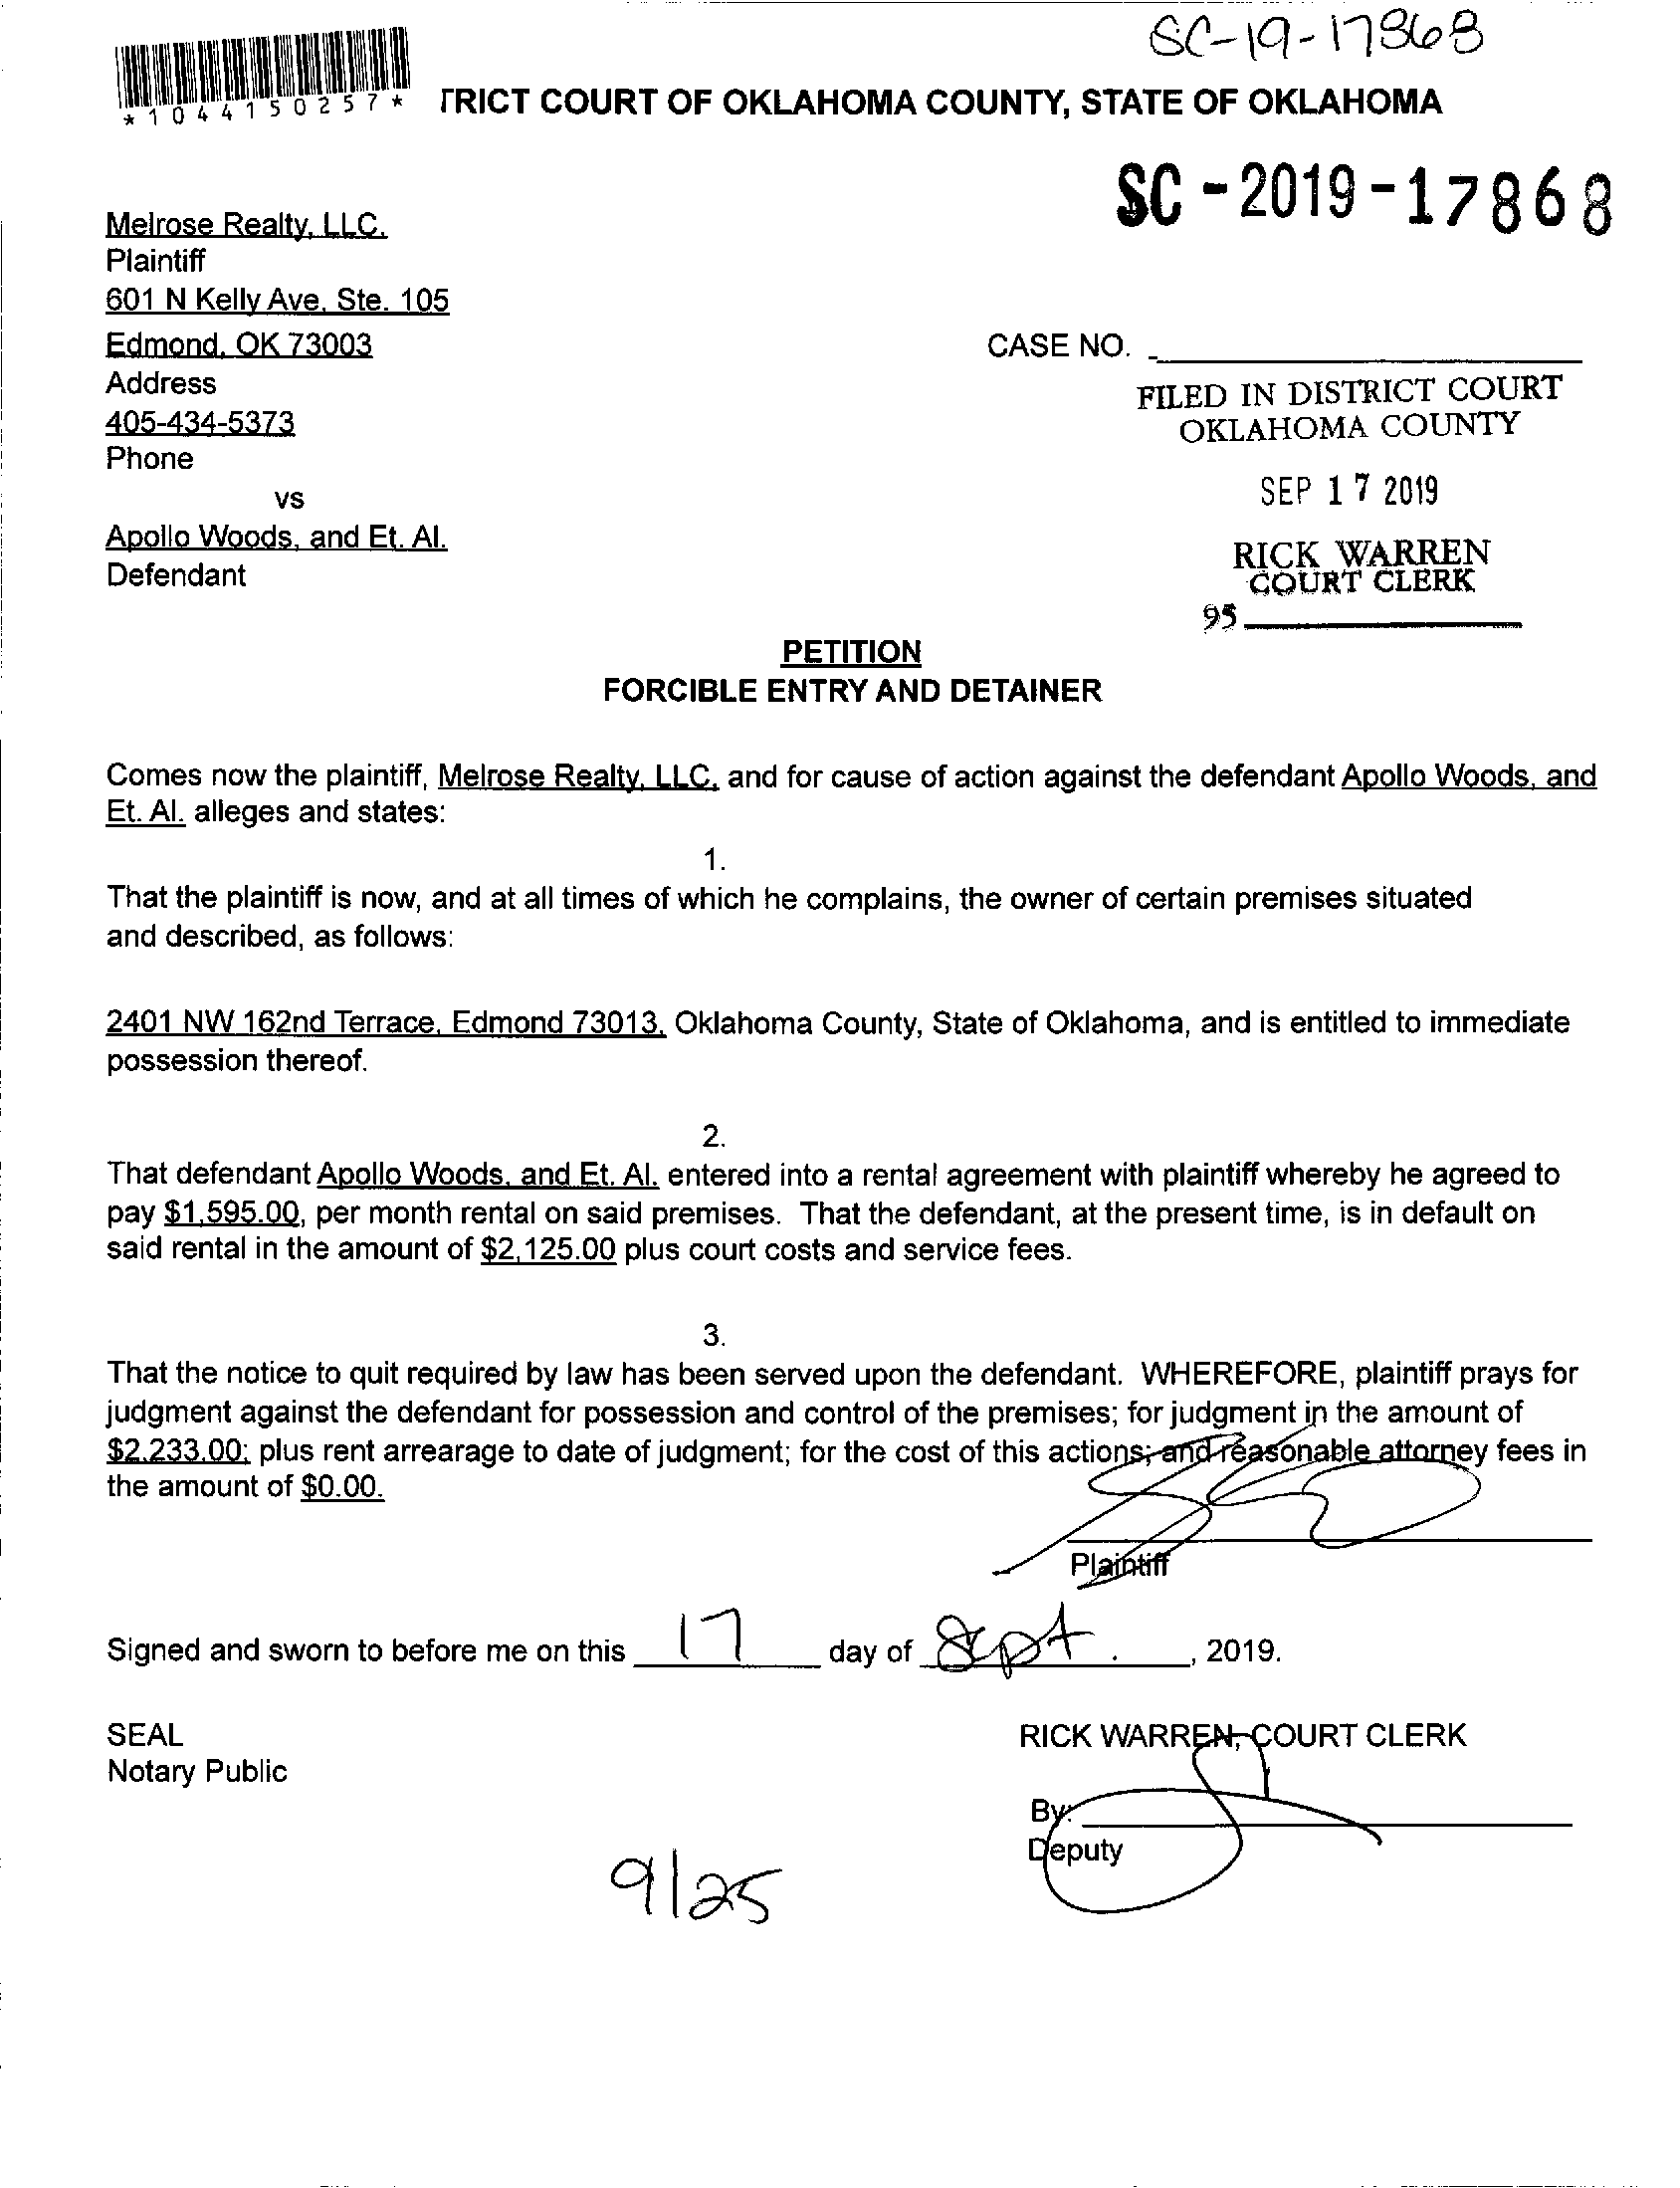 SC-19-17868
*1044150257*
TRICT COURT OF OKLAHOMA COUNTY, STATE OF OKLAHOMA
SC-2019-17868
Melrose Realty, LLC.
Plaintiff
601 N Kelly Ave, Ste. 105
Edmond, OK 73003
CASE NO.
Address
FILED IN DISTRICT COURT
OKLAHOMA COUNTY
405-434-5373
Phone
SEP 17 2019
vs
Apollo Woods, and Et. Al.
Defendant
RICK WARREN
COURT CLERK
95
PETITION
FORCIBLE ENTRY AND DETAINER
Comes now the plaintiff, Melrose Realty, LLC, and for cause of action against the defendant Apollo Woods, and
Et. Al. alleges and states:
1.
That the plaintiff is now, and at all times of which he complains, the owner of certain premises situated
and described, as follows:
2401 NW 162nd Terrace, Edmond 73013, Oklahoma County, State of Oklahoma, and is entitled to immediate
possession thereof.
2.
That defendant Apollo Woods, and Et. Al. entered into a rental agreement with plaintiff whereby he agreed to
pay $1,595.00, per month rental on said premises. That the defendant, at the present time, is in default on
said rental in the amount of $2,125.00 plus court costs and service fees.
3.
That the notice to quit required by law has been served upon the defendant. WHEREFORE, plaintiff prays for
judgment against the defendant for possession and control of the premises; for judgment in the amount of
$2,233.00; plus rent arrearage to date of judgment; for the cost of this actions; and reasonable attorney fees in
the amount of $0.00.
Plaintiff
Signed and sworn to before me on this 17 day of Sept. , 2019.
SEAL
Notary Public
RICK WARREN, COURT CLERK
By:
Deputy
9/25